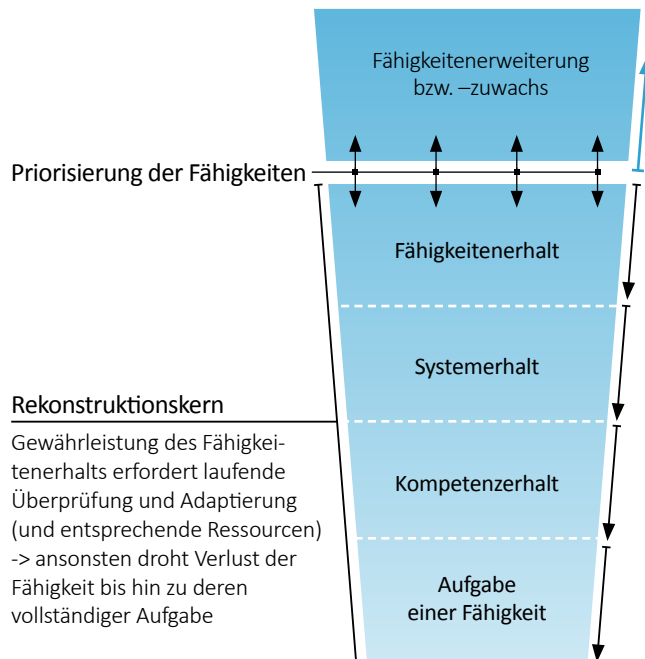 Fähigkeitenerweiterung
bzw. –zuwachs
Priorisierung der Fähigkeiten
Fähigkeitenerhalt
Systemerhalt
Rekonstruktionskern
Gewährleistung des Fähigkei-
tenerhalts erfordert laufende
Überprüfung und Adaptierung
(und entsprechende Ressourcen)
-> ansonsten droht Verlust der
Fähigkeit bis hin zu deren
vollständiger Aufgabe
Kompetenzerhalt
Aufgabe
einer Fähigkeit